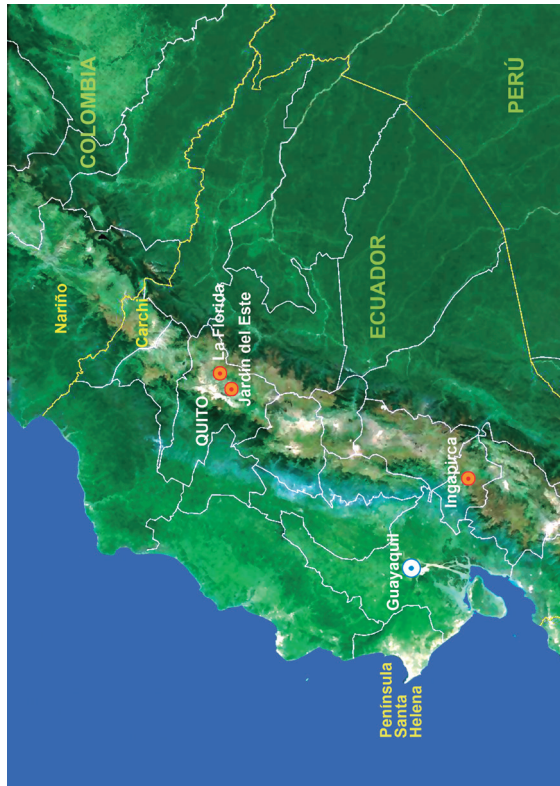 COLOMBIA
Nariño
Carchi
QUITO
La Florida
Jardín del Este
ECUADOR
PERÚ
Guayaquil
Ingapirca
Península
Santa
Helena